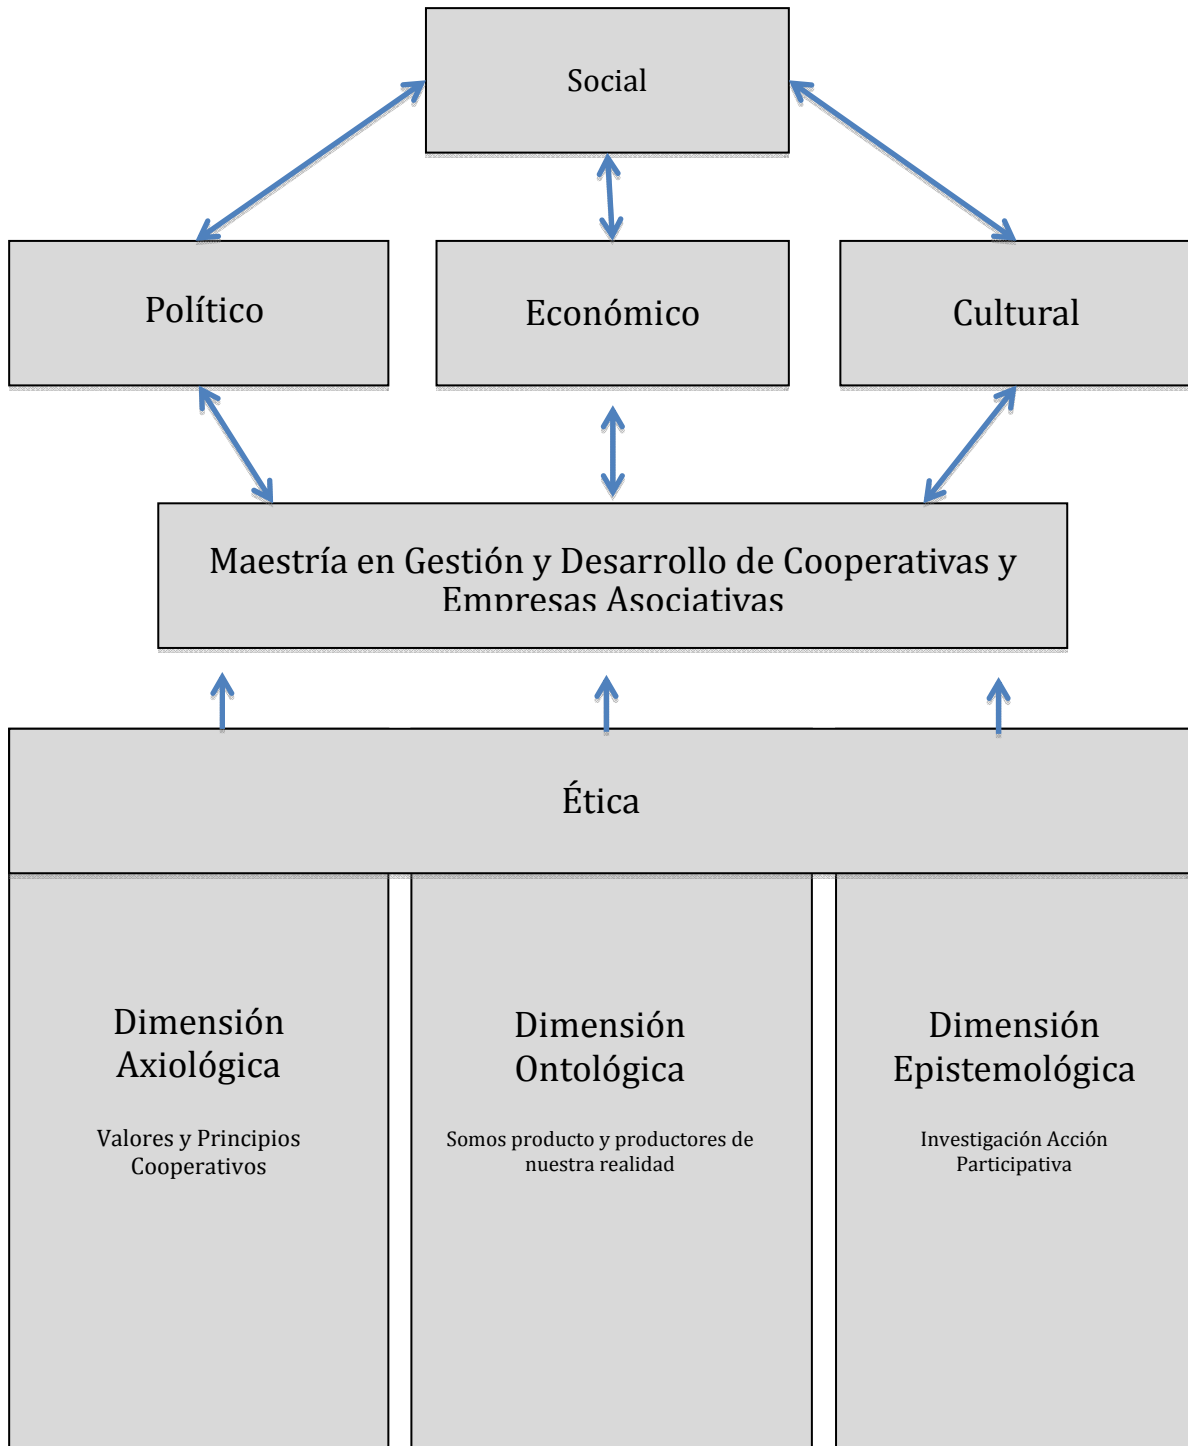 Social
Político
Económico
Cultural
Maestría en Gestión y Desarrollo de Cooperativas y
Empresas Asociativas
Ética
Dimensión
Axiológica
Valores y Principios
Cooperativos
Dimensión
Ontológica
Somos producto y productores de
nuestra realidad
Dimensión
Epistemológica
Investigación Acción
Participativa